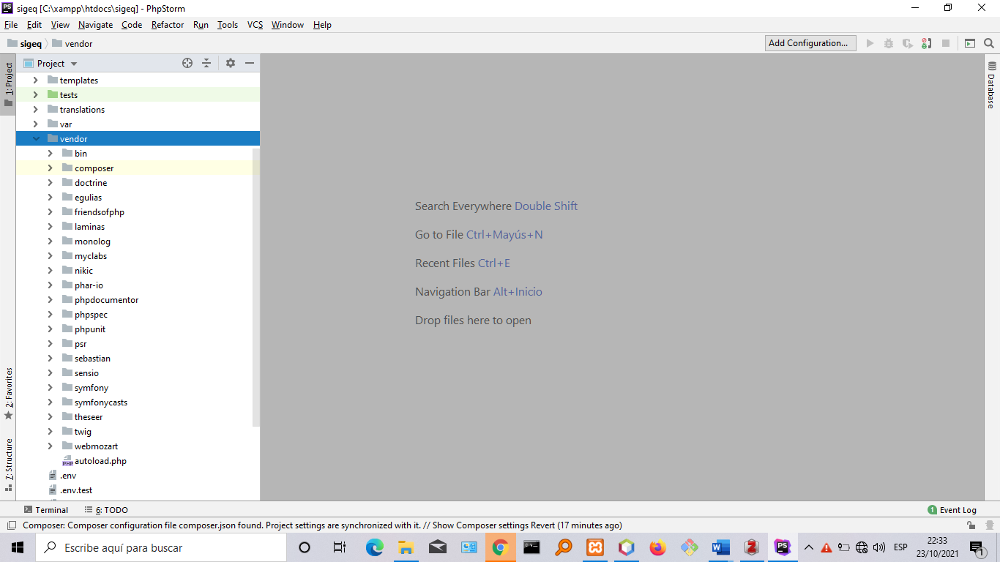 PS sigeq [C:\xampp\htdocs\sigeq] - PhpStorm
File Edit View Navigate Code Refactor Run Tools VCS Window Help
sigeq vendor Add Configuration...
1: Project
Project
templates
tests
translations
var
vendor
bin
composer
doctrine
egulias
friendsofphp
laminas
monolog
myclabs
nikic
phar-io
phpdocumentor
phpspec
phpunit
psr
sebastian
sensio
symfony
symfonycasts
theseer
twig
webmozart
PHP autoload.php
.env
.env.test
2: Favorites
7: Structure
Search Everywhere Double Shift
Go to File Ctrl+Mayús+N
Recent Files Ctrl+E
Navigation Bar Alt+Inicio
Drop files here to open
Database
Terminal 6: TODO 1 Event Log
Composer: Composer configuration file composer.json found. Project settings are synchronized with it. // Show Composer settings Revert (17 minutes ago)
Escribe aquí para buscar
W Z PS
ESP
22:33
23/10/2021
1